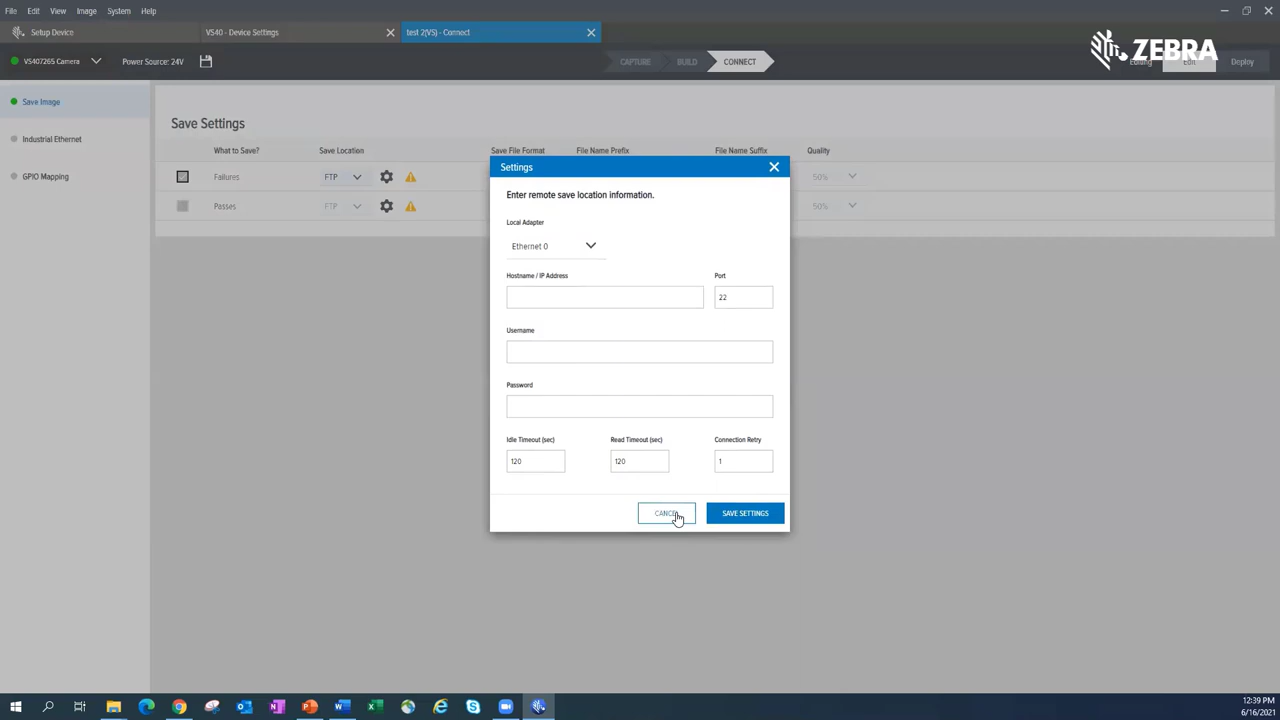 File Edit View Image System Help
Setup Device VS40 - Device Settings test 2(VS) - Connect
VS407265 Camera Power Source: 24V CAPTURE BUILD CONNECT Editing Edit Deploy
ZEBRA
Save Image
Industrial Ethernet
GPIO Mapping
Save Settings
What to Save? Save Location Save File Format File Name Prefix File Name Suffix Quality
Failures FTP 50%
Passes FTP 50%
Settings
Enter remote save location information.
Local Adapter
Ethernet 0
Hostname / IP Address Port
22
Username
Password
Idle Timeout (sec) Read Timeout (sec) Connection Retry
120 120 1
CANCEL SAVE SETTINGS
12:39 PM
6/16/2021